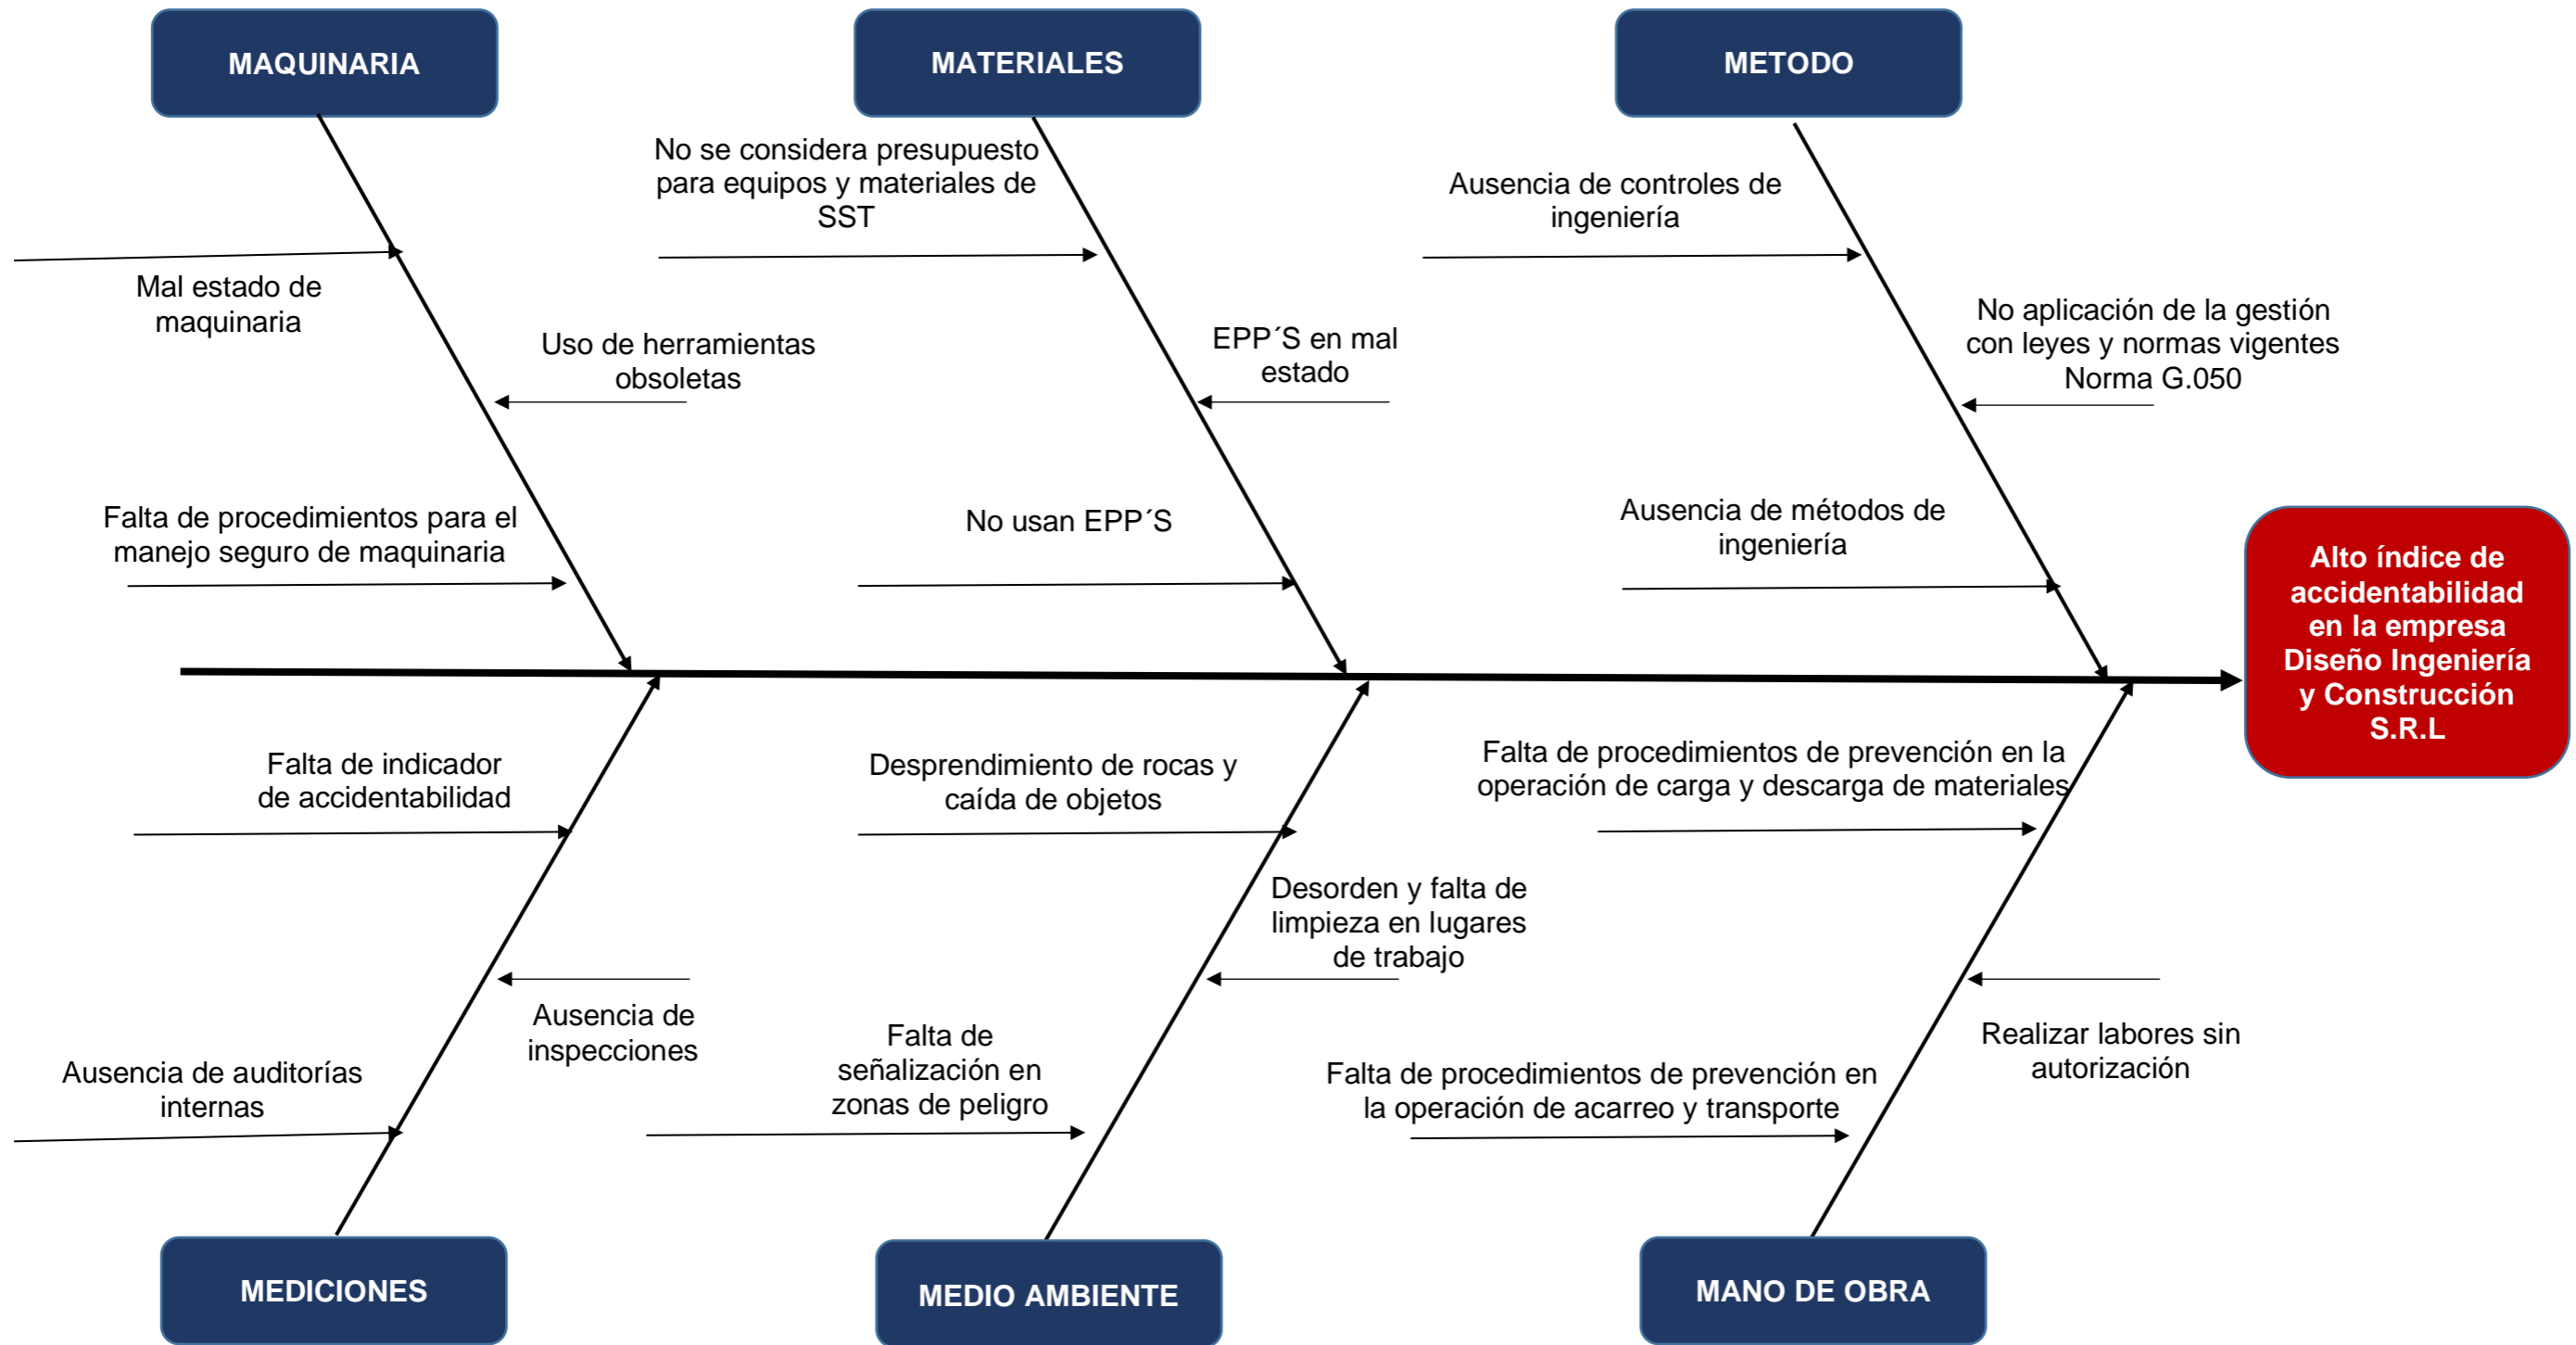 MAQUINARIA
MATERIALES
METODO
No se considera presupuesto
para equipos y materiales de
SST
Ausencia de controles de
ingeniería
Mal estado de
maquinaria
Uso de herramientas
obsoletas
EPP´S en mal
estado
No aplicación de la gestión
con leyes y normas vigentes
Norma G.050
Falta de procedimientos para el
manejo seguro de maquinaria
No usan EPP´S
Ausencia de métodos de
ingeniería
Alto índice de
accidentabilidad
en la empresa
Diseño Ingeniería
y Construcción
S.R.L
Falta de indicador
de accidentabilidad
Desprendimiento de rocas y
caída de objetos
Falta de procedimientos de prevención en la
operación de carga y descarga de materiales
Desorden y falta de
limpieza en lugares
de trabajo
Ausencia de
inspecciones
Realizar labores sin
autorización
Ausencia de auditorías
internas
Falta de
señalización en
zonas de peligro
Falta de procedimientos de prevención en
la operación de acarreo y transporte
MEDICIONES
MEDIO AMBIENTE
MANO DE OBRA